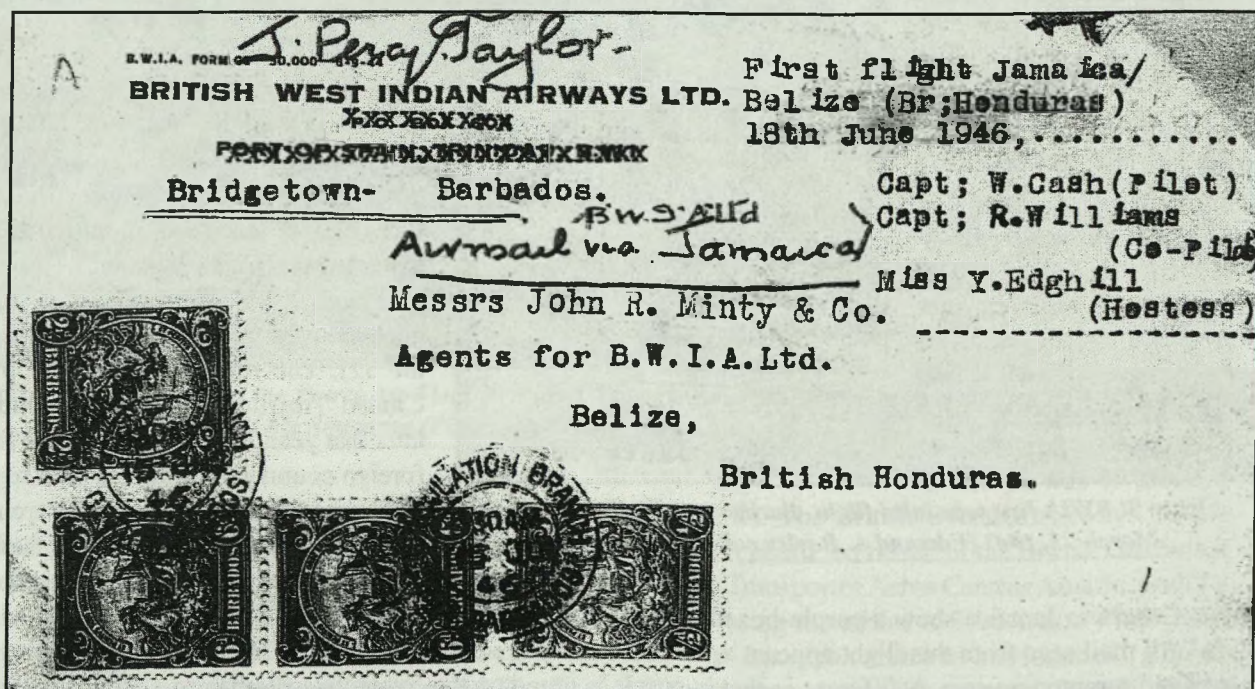 A
J. Percy Taylor-
B.W.I.A. FORM
BRITISH WEST INDIAN AIRWAYS LTD.
Bridgetown- Barbados.
B.W.I.A Ltd
Airmail via Jamaica
First flight Jamaica/
Belize (Br;Honduras)
18th June 1946,...........
Capt; W.Cash(Pilot)
Capt; R.Williams
(Co-Pilot
Miss Y.Edghill
(Hostess)
Messrs John R. Minty & Co.
Agents for B.W.I.A.Ltd.
Belize,
British Honduras.
BARBADOS
BARBADOS
BARBADOS
BARBADOS